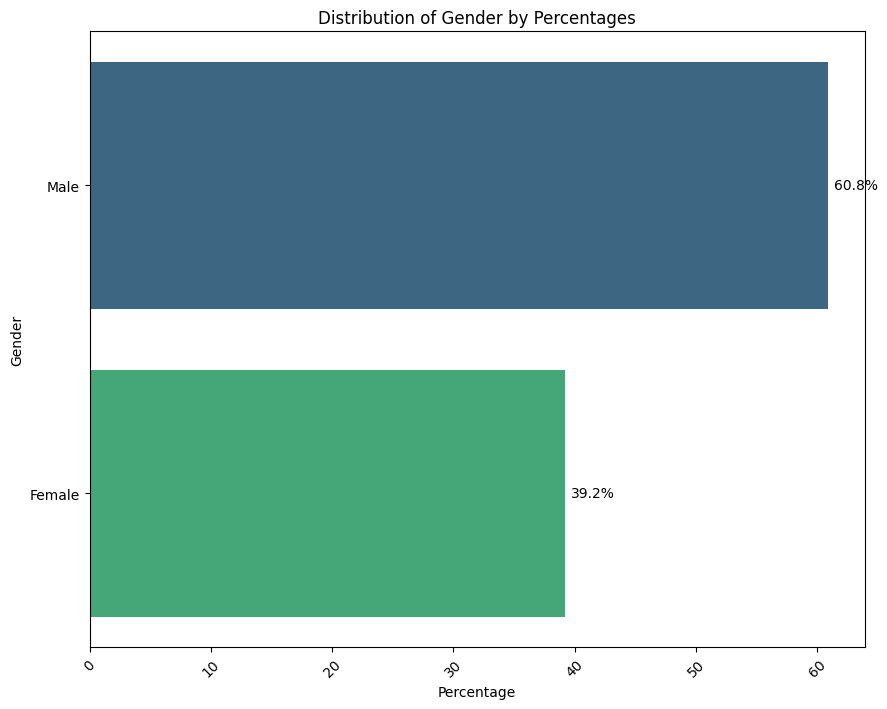 Distribution of Gender by Percentages
Male
60.8%
Gender
Female
39.2%
0
10
20
30
40
50
60
Percentage